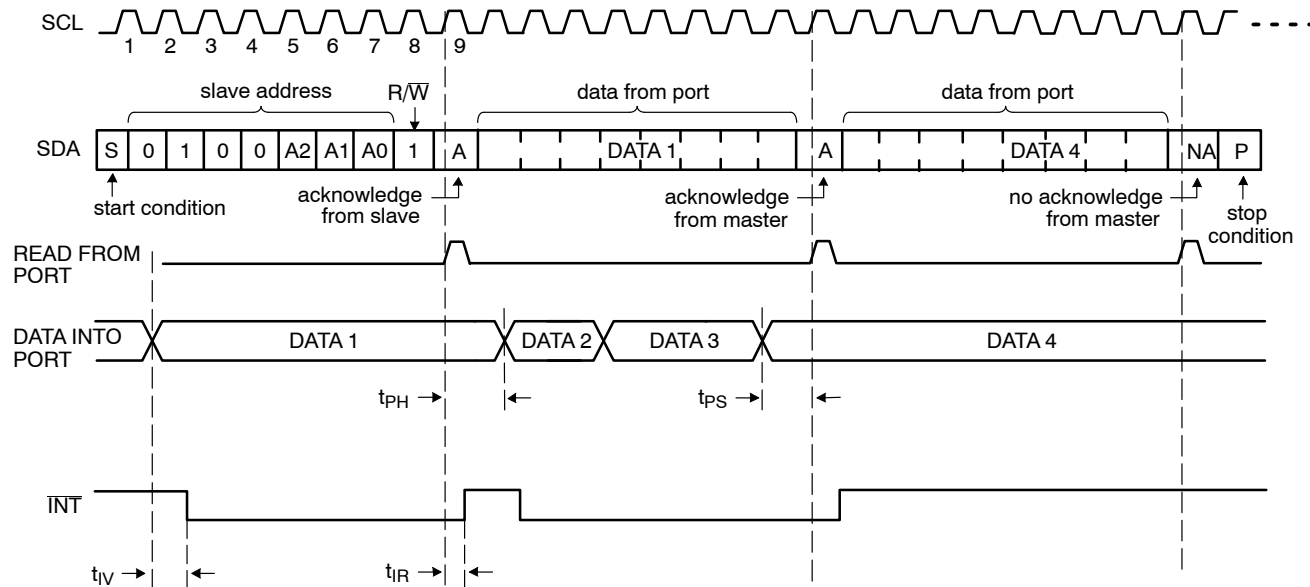 SCL
1 2 3 4 5 6 7 8 9
slave address R/W̅ data from port data from port
SDA S 0 1 0 0 A2 A1 A0 1 A DATA 1 A DATA 4 NA P
start condition
acknowledge
from slave
acknowledge
from master
no acknowledge
from master
stop
condition
READ FROM
PORT
DATA INTO
PORT
DATA 1 DATA 2 DATA 3 DATA 4
tPH tPS
I̅N̅T̅
tIV tIR